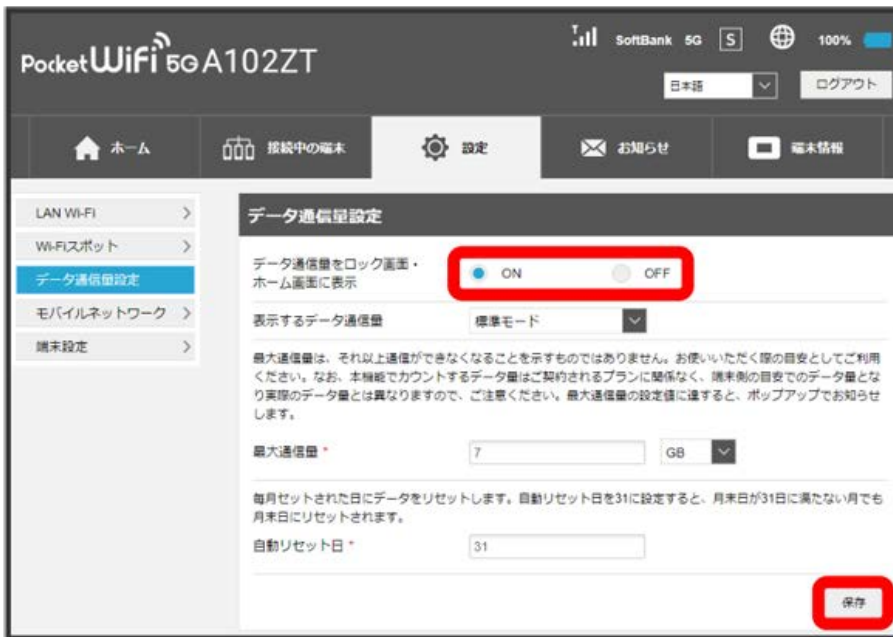 Pocket WiFi 5G A102ZT
SoftBank 5G S 100%
日本語 ログアウト
ホーム 接続中の端末 設定 お知らせ 端末情報
LAN Wi-Fi
Wi-Fiスポット
データ通信量設定
モバイルネットワーク
端末設定
データ通信量設定
データ通信量をロック画面・
ホーム画面に表示
ON OFF
表示するデータ通信量 標準モード
最大通信量は、それ以上通信ができなくなることを示すものではありません。お使いいただく際の目安としてご利用
ください。なお、本機能でカウントするデータ量はご契約されるプランに関係なく、端末側の目安でのデータ量とな
り実際のデータ量とは異なりますので、ご注意ください。最大通信量の設定値に達すると、ポップアップでお知らせ
します。
最大通信量 * 7 GB
毎月セットされた日にデータをリセットします。自動リセット日を31に設定すると、月末日が31日に満たない月でも
月末日にリセットされます。
自動リセット日 * 31
保存